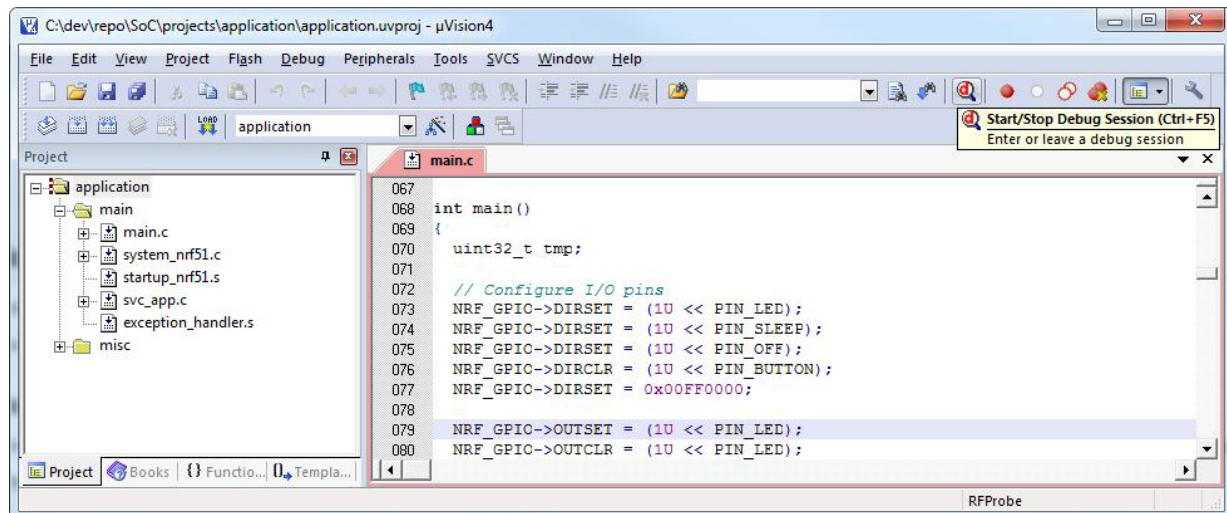 C:\dev\repo\SoC\projects\application\application.uvproj - µVision4
File Edit View Project Flash Debug Peripherals Tools SVCS Window Help
LOAD application
Start/Stop Debug Session (Ctrl+F5)
Enter or leave a debug session
Project
application
main
main.c
system_nrf51.c
startup_nrf51.s
svc_app.c
exception_handler.s
misc
Project Books {} Functio... Templa...
main.c
067
068 int main()
069 {
070 uint32_t tmp;
071
072 // Configure I/O pins
073 NRF_GPIO->DIRSET = (1U << PIN_LED);
074 NRF_GPIO->DIRSET = (1U << PIN_SLEEP);
075 NRF_GPIO->DIRSET = (1U << PIN_OFF);
076 NRF_GPIO->DIRCLR = (1U << PIN_BUTTON);
077 NRF_GPIO->DIRSET = 0x00FF0000;
078
079 NRF_GPIO->OUTSET = (1U << PIN_LED);
080 NRF_GPIO->OUTCLR = (1U << PIN_LED);
RFProbe